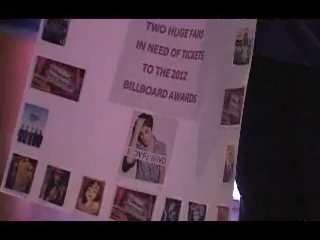 TWO HUGE FANS
IN NEED OF TICKETS
TO THE 2012
BILLBOARD AWARDS